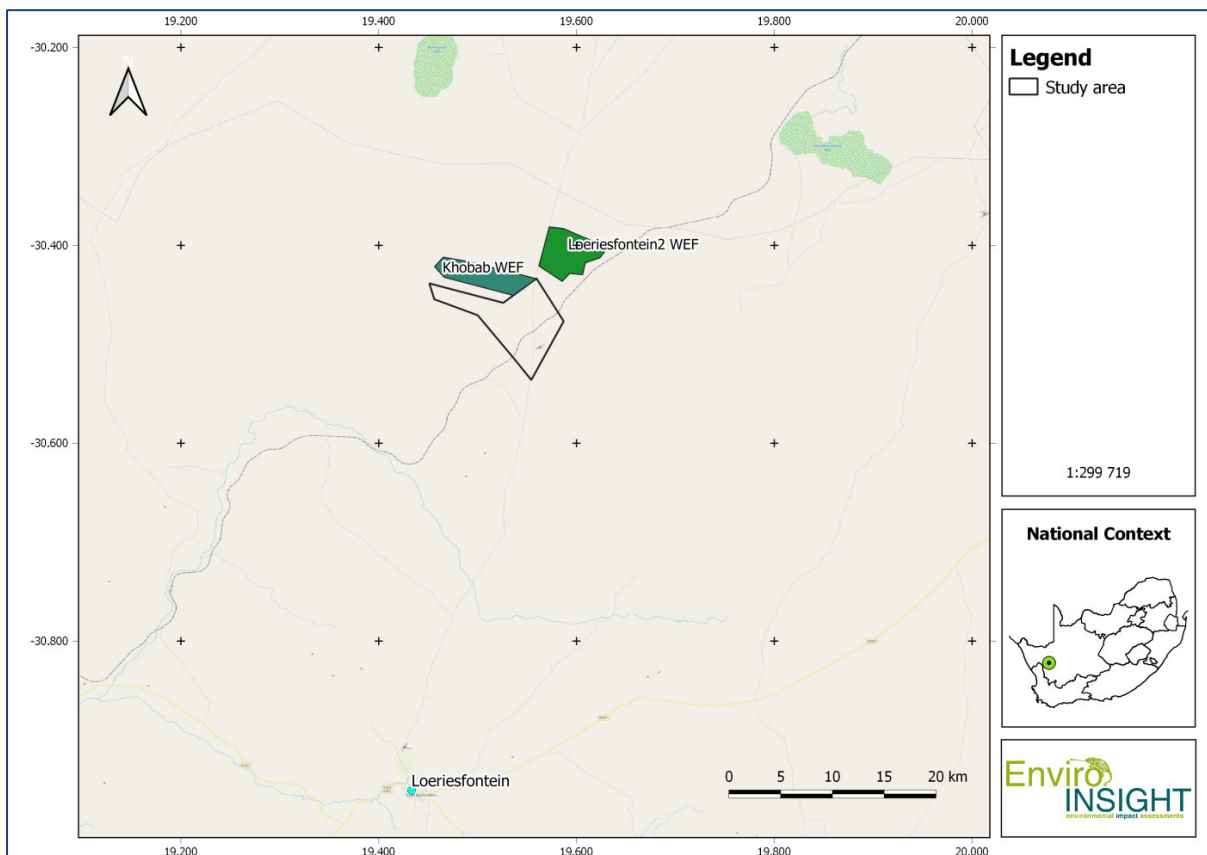 19.200 19.400 19.600 19.800 20.000
-30.200
-30.400
-30.600
-30.800
N
Loeriesfontein2 WEF
Khobab WEF
Loeriesfontein
0 5 10 15 20 km
19.200 19.400 19.600 19.800 20.000
Legend
Study area
1:299 719
National Context
Enviro
INSIGHT
environmental impact assessments